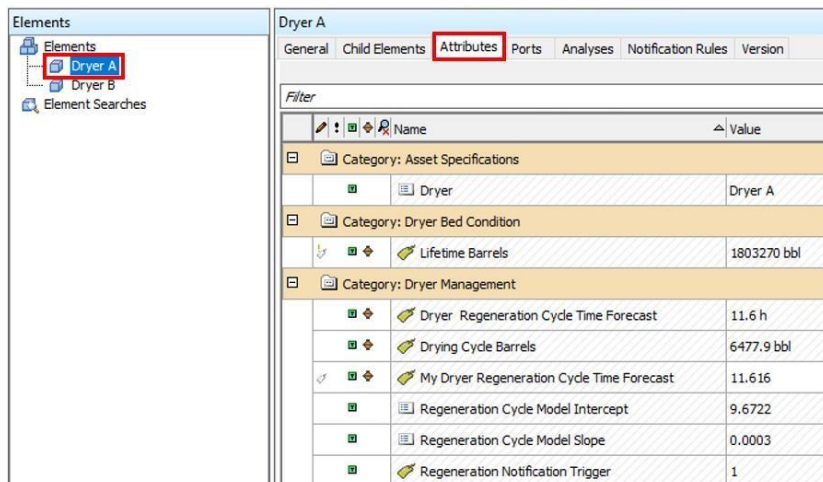 Elements
Elements
Dryer A
Dryer B
Element Searches
Dryer A
General Child Elements Attributes Ports Analyses Notification Rules Version
Filter
Name Value
Category: Asset Specifications
Dryer Dryer A
Category: Dryer Bed Condition
Lifetime Barrels 1803270 bbl
Category: Dryer Management
Dryer Regeneration Cycle Time Forecast 11.6 h
Drying Cycle Barrels 6477.9 bbl
My Dryer Regeneration Cycle Time Forecast 11.616
Regeneration Cycle Model Intercept 9.6722
Regeneration Cycle Model Slope 0.0003
Regeneration Notification Trigger 1